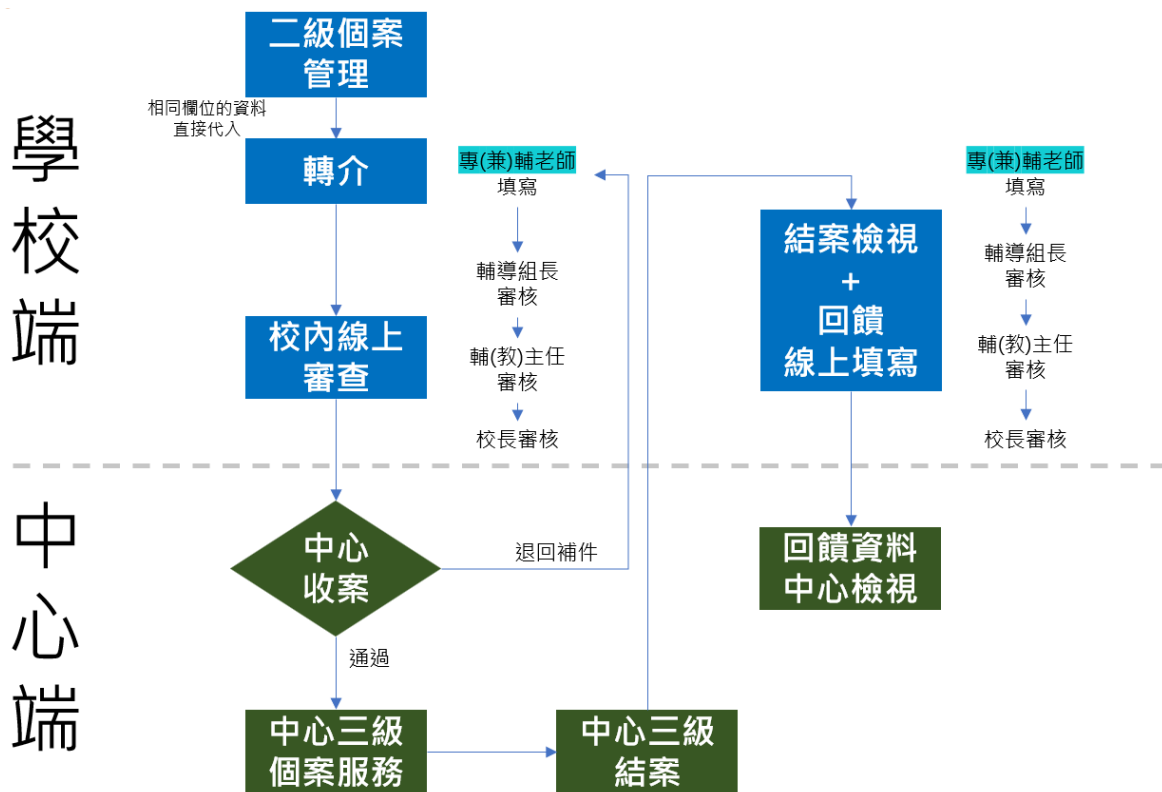 學校端
二級個案
管理
相同欄位的資料
直接代入
轉介
校內線上
審查
專(兼)輔老師
填寫
輔導組長
審核
輔(教)主任
審核
校長審核
結案檢視
+
回饋
線上填寫
專(兼)輔老師
填寫
輔導組長
審核
輔(教)主任
審核
校長審核
中心端
中心
收案
退回補件
通過
中心三級
個案服務
中心三級
結案
回饋資料
中心檢視